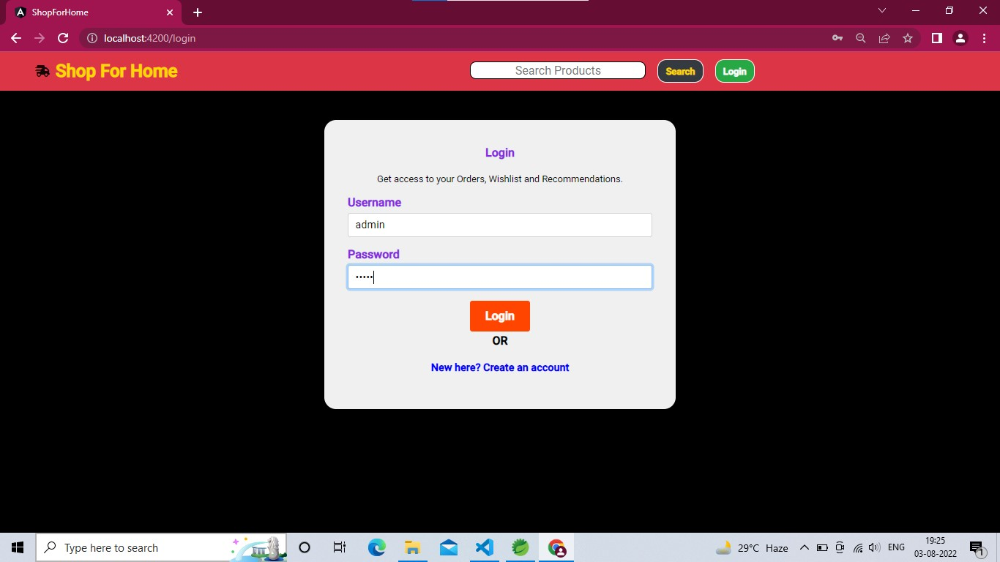 ShopForHome
localhost:4200/login
Shop For Home
Search Products
Search
Login
Login
Get access to your Orders, Wishlist and Recommendations.
Username
admin
Password
•••••
Login
OR
New here? Create an account
Type here to search
29°C Haze
ENG
19:25
03-08-2022
1